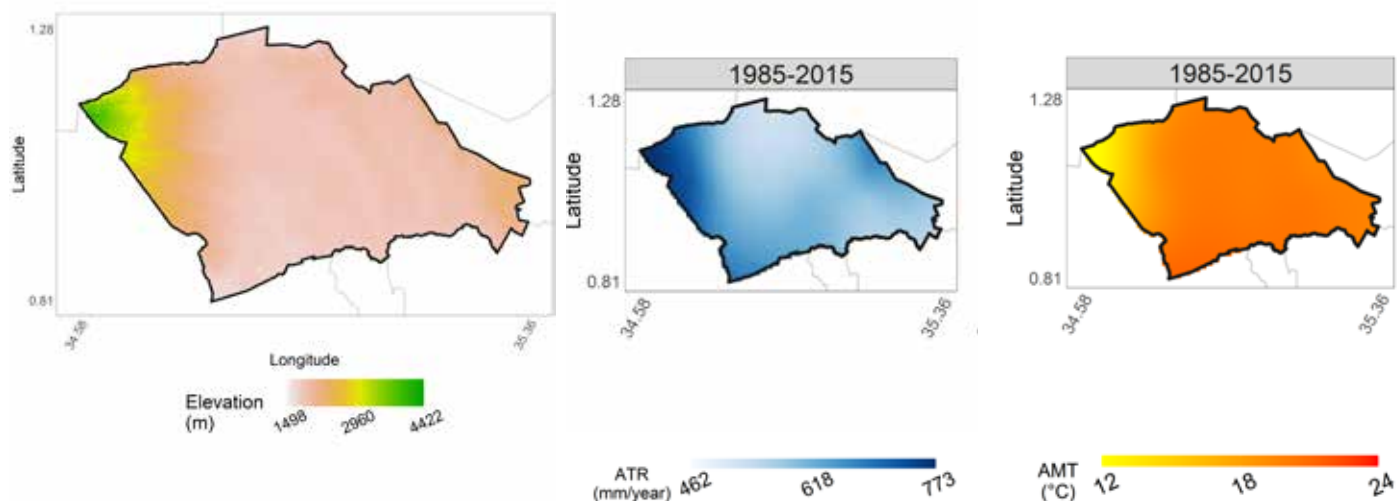 1.28
Latitude
0.81
34.58
35.36
Longitude
Elevation
(m)
1498
2960
4422
1985-2015
1.28
Latitude
0.81
34.58
35.36
ATR
(mm/year)
462
618
773
1985-2015
1.28
Latitude
0.81
34.58
35.36
AMT
(°C)
12
18
24